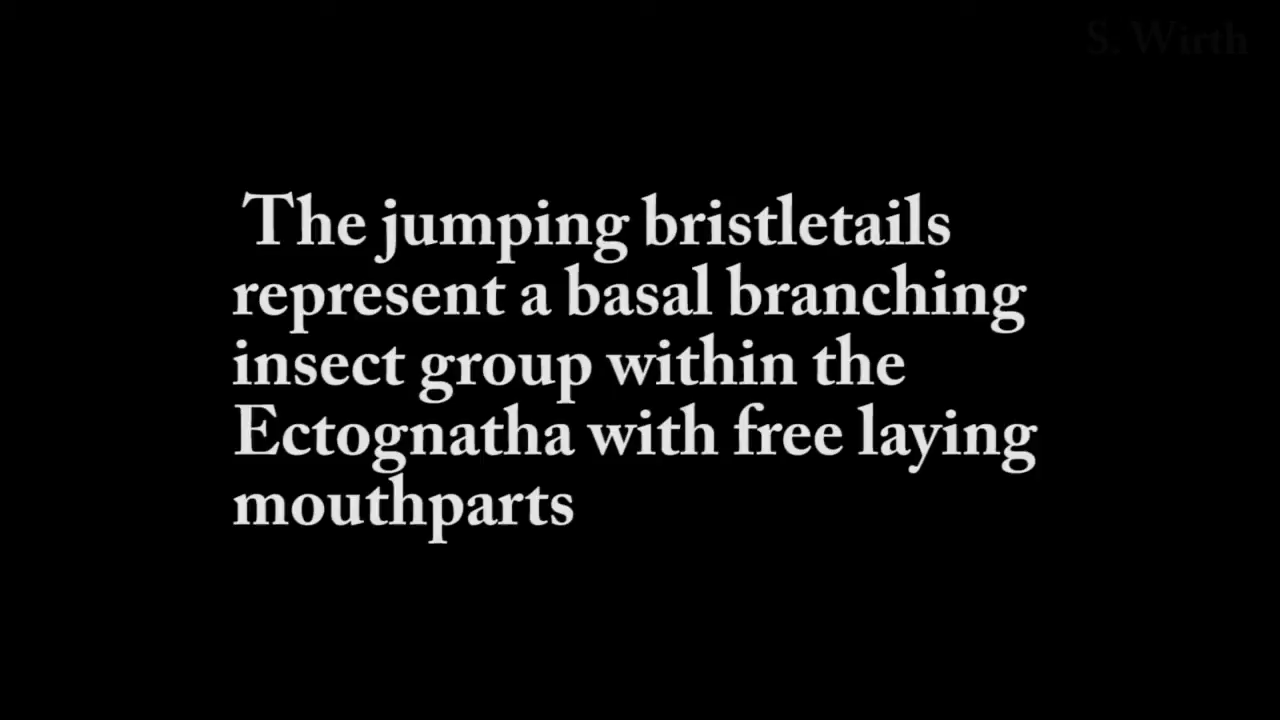 S. Wirth
The jumping bristletails
represent a basal branching
insect group within the
Ectognatha with free laying
mouthparts